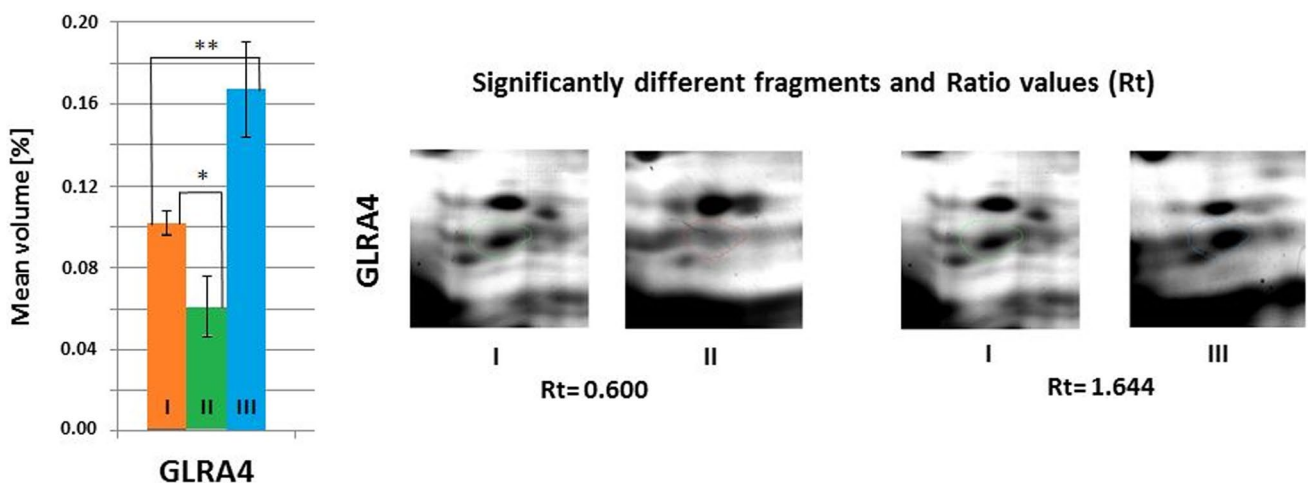 0.20
0.16
0.12
0.08
0.04
0.00
Mean volume [%]
**
*
I II III
GLRA4
Significantly different fragments and Ratio values (Rt)
GLRA4
I II I III
Rt= 0.600 Rt= 1.644